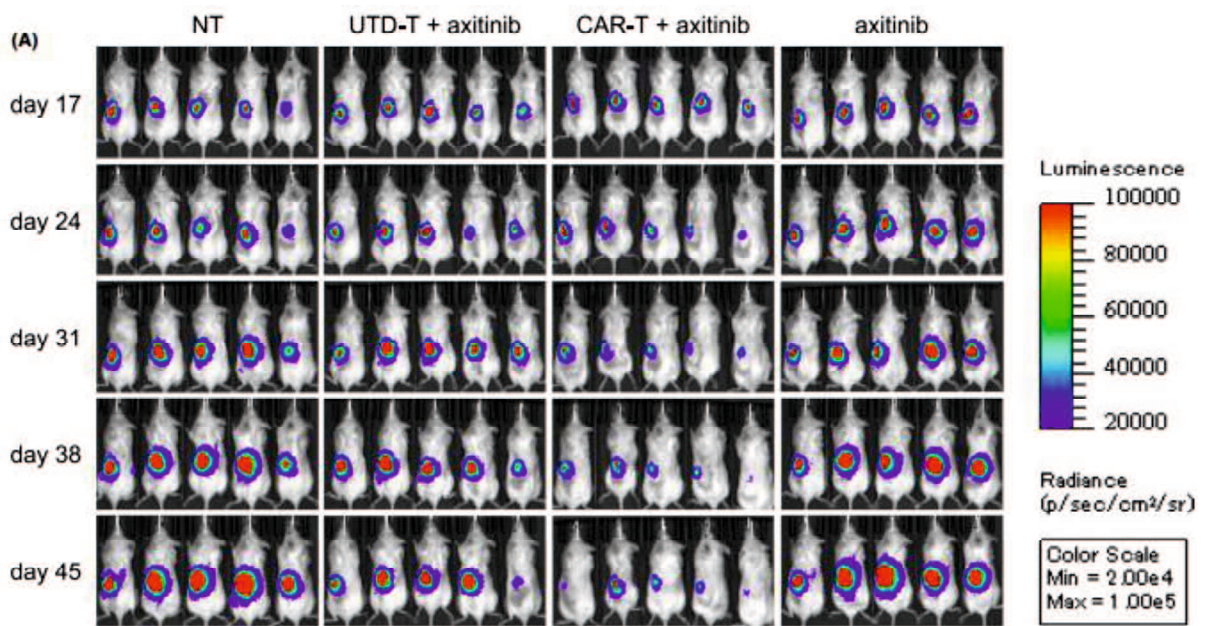 (A)
NT
UTD-T + axitinib
CAR-T + axitinib
axitinib
day 17
day 24
day 31
day 38
day 45
Luminescence
100000
80000
60000
40000
20000
Radiance
(p/sec/cm²/sr)
Color Scale
Min = 2.00e4
Max = 1.00e5